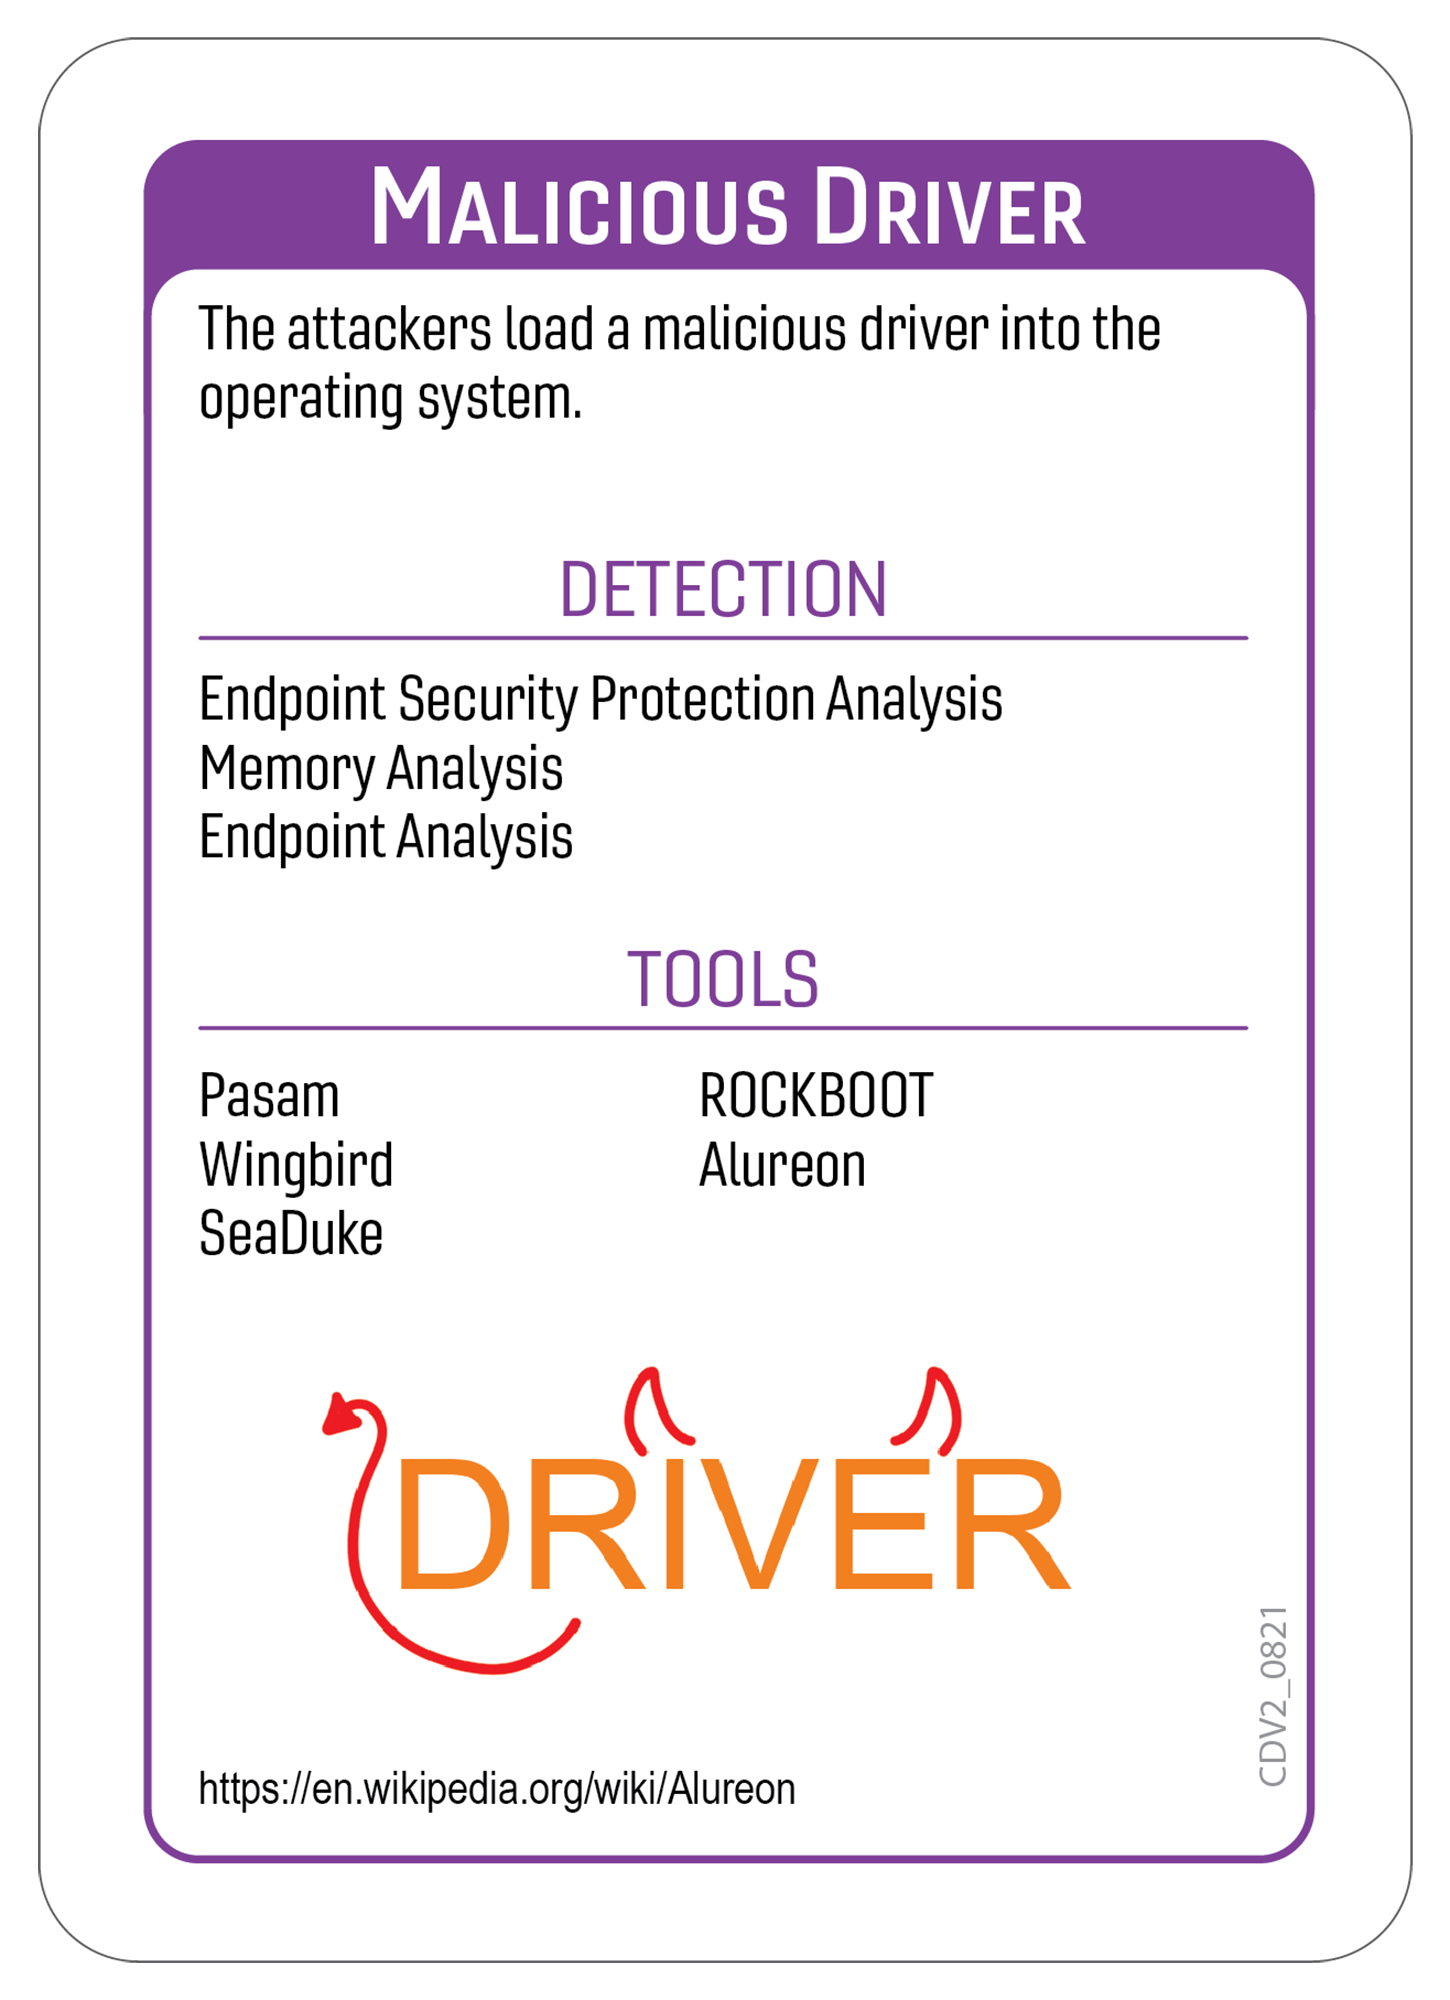 MALICIOUS DRIVER
The attackers load a malicious driver into the
operating system.
DETECTION
Endpoint Security Protection Analysis
Memory Analysis
Endpoint Analysis
TOOLS
Pasam
Wingbird
SeaDuke
ROCKBOOT
Alureon
DRIVER
CDV2_0821
https://en.wikipedia.org/wiki/Alureon